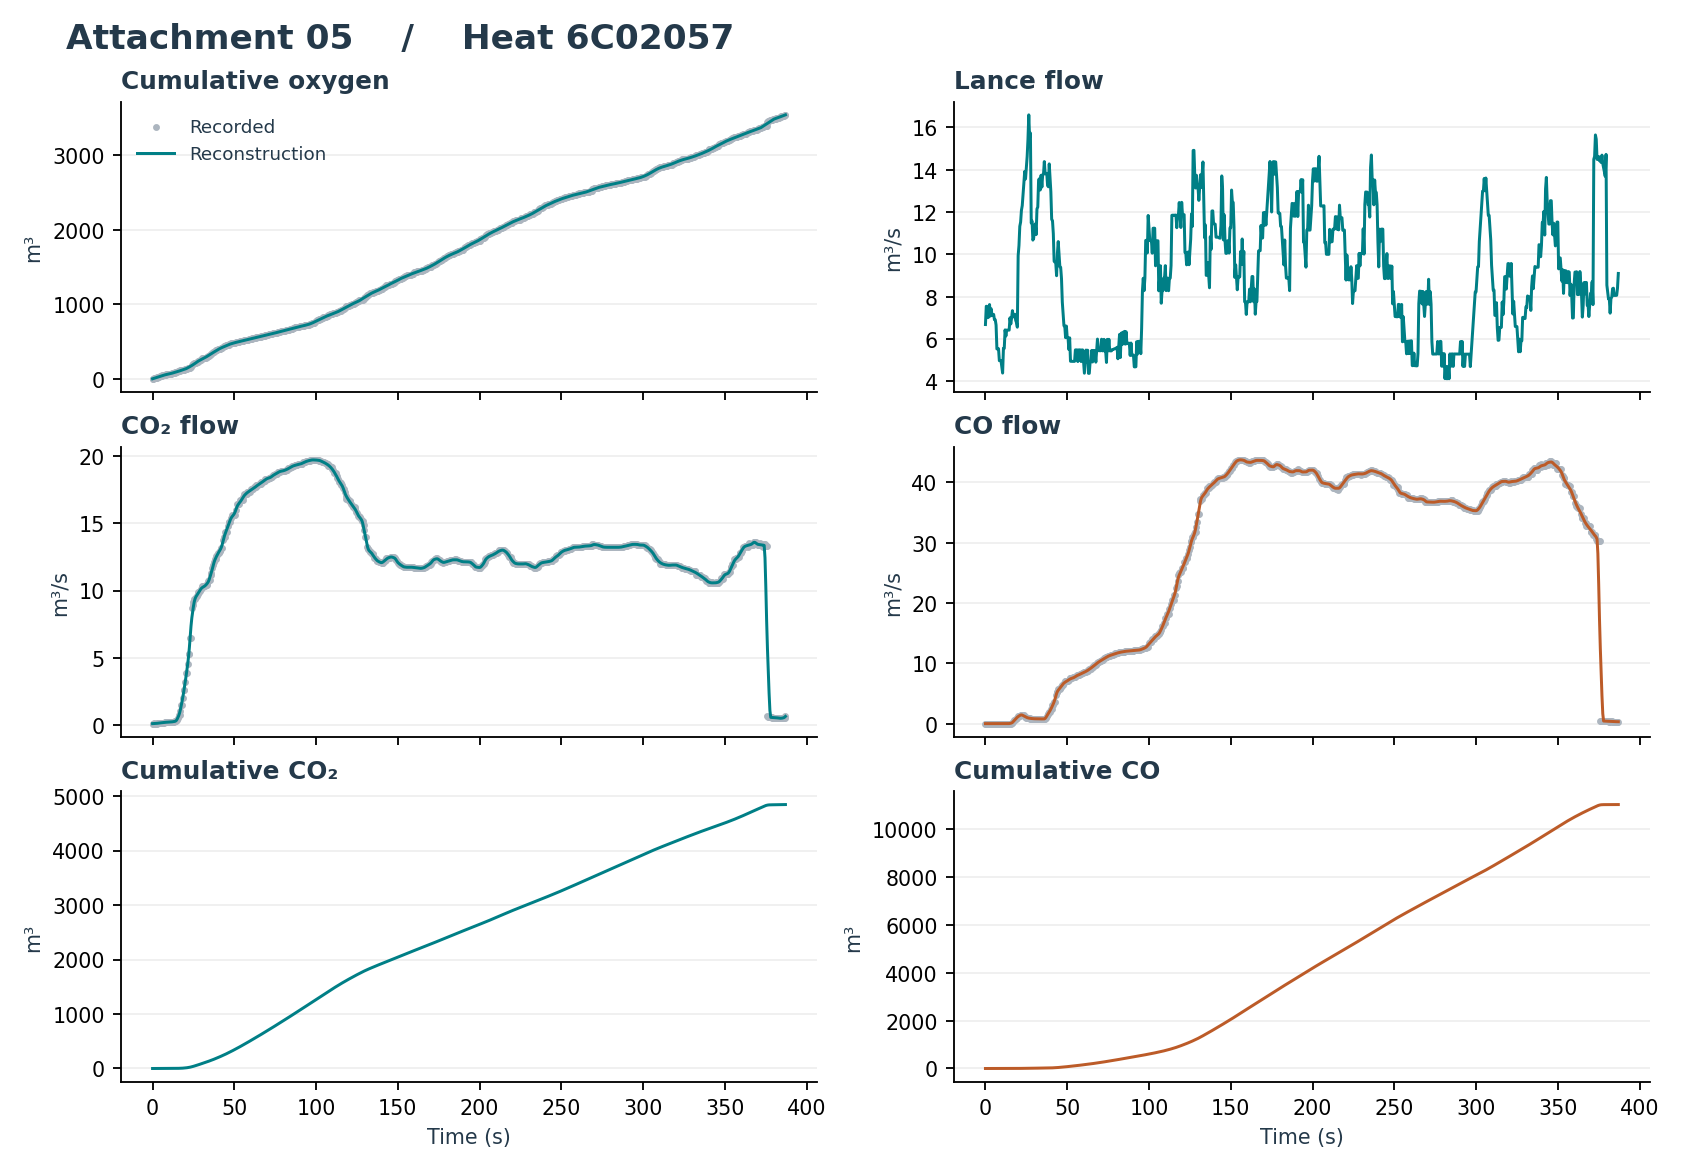 Attachment 05 / Heat 6C02057
Cumulative oxygen
Recorded
Reconstruction
m³
3000
2000
1000
0
Lance flow
m³/s
16
14
12
10
8
6
4
CO₂ flow
m³/s
20
15
10
5
0
CO flow
m³/s
40
30
20
10
0
Cumulative CO₂
m³
5000
4000
3000
2000
1000
0
0 50 100 150 200 250 300 350 400
Time (s)
Cumulative CO
m³
10000
8000
6000
4000
2000
0
0 50 100 150 200 250 300 350 400
Time (s)